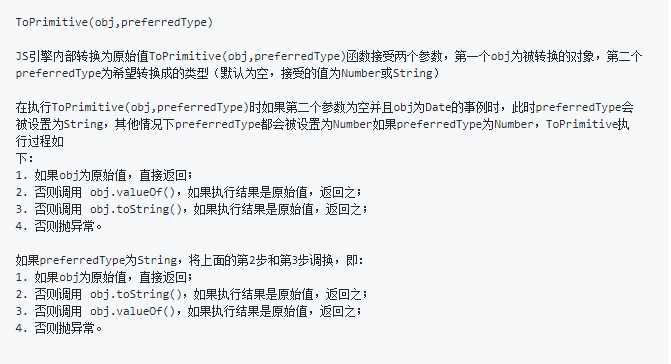 ToPrimitive(obj,preferredType)
JS引擎内部转换为原始值ToPrimitive(obj,preferredType)函数接受两个参数，第一个obj为被转换的对象，第二个
preferredType为希望转换成的类型（默认为空，接受的值为Number或String）
在执行ToPrimitive(obj,preferredType)时如果第二个参数为空并且obj为Date的事例时，此时preferredType会
被设置为String，其他情况下preferredType都会被设置为Number如果preferredType为Number，ToPrimitive执
行过程如
下：
1. 如果obj为原始值，直接返回；
2. 否则调用 obj.valueOf()，如果执行结果是原始值，返回之；
3. 否则调用 obj.toString()，如果执行结果是原始值，返回之；
4. 否则抛异常。
如果preferredType为String，将上面的第2步和第3步调换，即：
1. 如果obj为原始值，直接返回；
2. 否则调用 obj.toString()，如果执行结果是原始值，返回之；
3. 否则调用 obj.valueOf()，如果执行结果是原始值，返回之；
4. 否则抛异常。